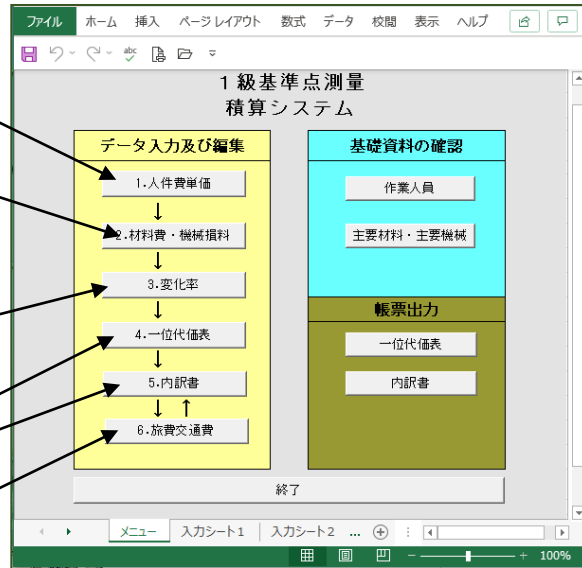 ファイル ホーム 挿入 ページ レイアウト 数式 データ 校閲 表示 ヘルプ
abc
１級基準点測量
積算システム
データ入力及び編集
1.人件費単価
↓
2.材料費・機械損料
↓
3.変化率
↓
4.一位代価表
↓
5.内訳書
↓ ↑
6.旅費交通費
基礎資料の確認
作業人員
主要材料・主要機械
帳票出力
一位代価表
内訳書
終了
メニュー 入力シート1 入力シート2 ...
100%